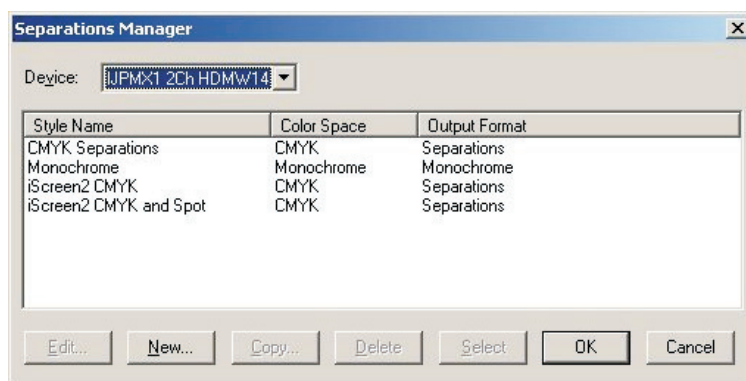 Separations Manager
Device: IJPMX1 2Ch HDMW14
Style Name Color Space Output Format
CMYK Separations CMYK Separations
Monochrome Monochrome Monochrome
iScreen2 CMYK CMYK Separations
iScreen2 CMYK and Spot CMYK Separations
Edit... New... Copy... Delete Select OK Cancel